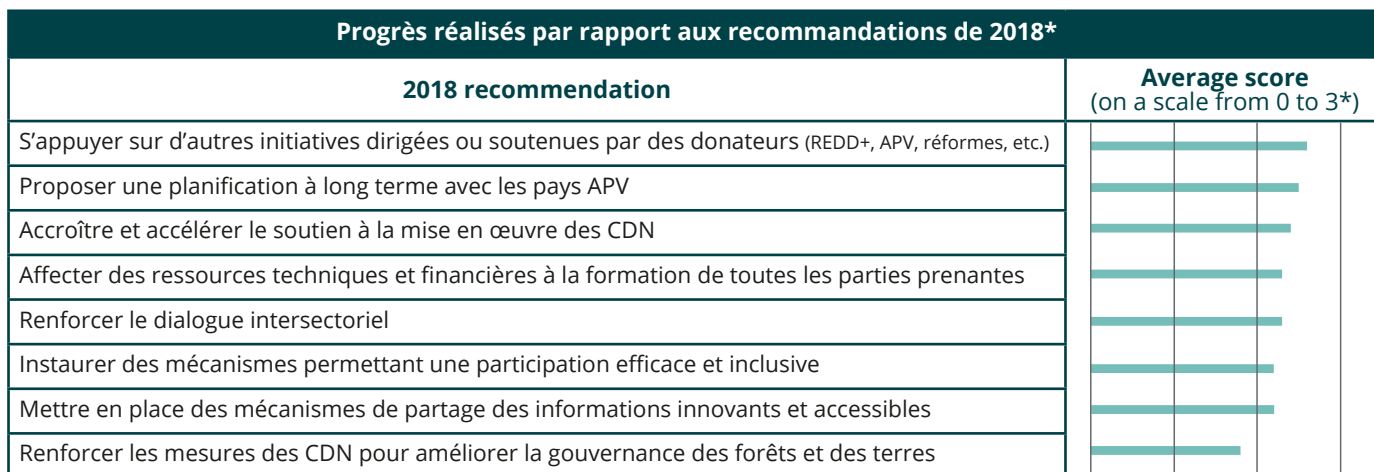 Progrès réalisés par rapport aux recommandations de 2018*
2018 recommendation
Average score
(on a scale from 0 to 3*)
S’appuyer sur d’autres initiatives dirigées ou soutenues par des donateurs (REDD+, APV, réformes, etc.)
Proposer une planification à long terme avec les pays APV
Accroître et accélérer le soutien à la mise en œuvre des CDN
Affecter des ressources techniques et financières à la formation de toutes les parties prenantes
Renforcer le dialogue intersectoriel
Instaurer des mécanismes permettant une participation efficace et inclusive
Mettre en place des mécanismes de partage des informations innovants et accessibles
Renforcer les mesures des CDN pour améliorer la gouvernance des forêts et des terres